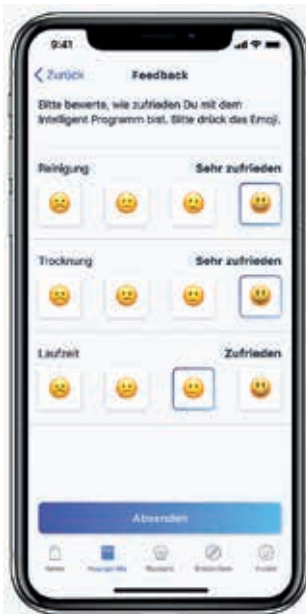 9:41
Zurück
Feedback
Bitte bewerte, wie zufrieden Du mit dem
Intelligent Programm bist. Bitte drück das Emoji.
Reinigung Sehr zufrieden
Trocknung Sehr zufrieden
Laufzeit Zufrieden
Absenden
Home